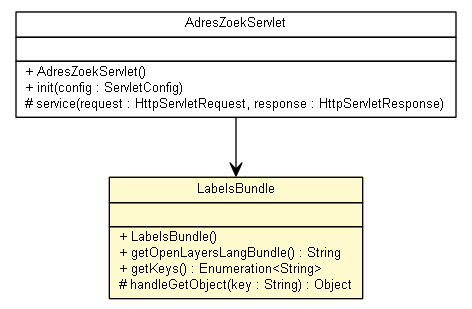 AdresZoekServlet
+ AdresZoekServlet()
+ init(config : ServletConfig)
# service(request : HttpServletRequest, response : HttpServletResponse)
LabelsBundle
+ LabelsBundle()
+ getOpenLayersLangBundle() : String
+ getKeys() : Enumeration<String>
# handleGetObject(key : String) : Object